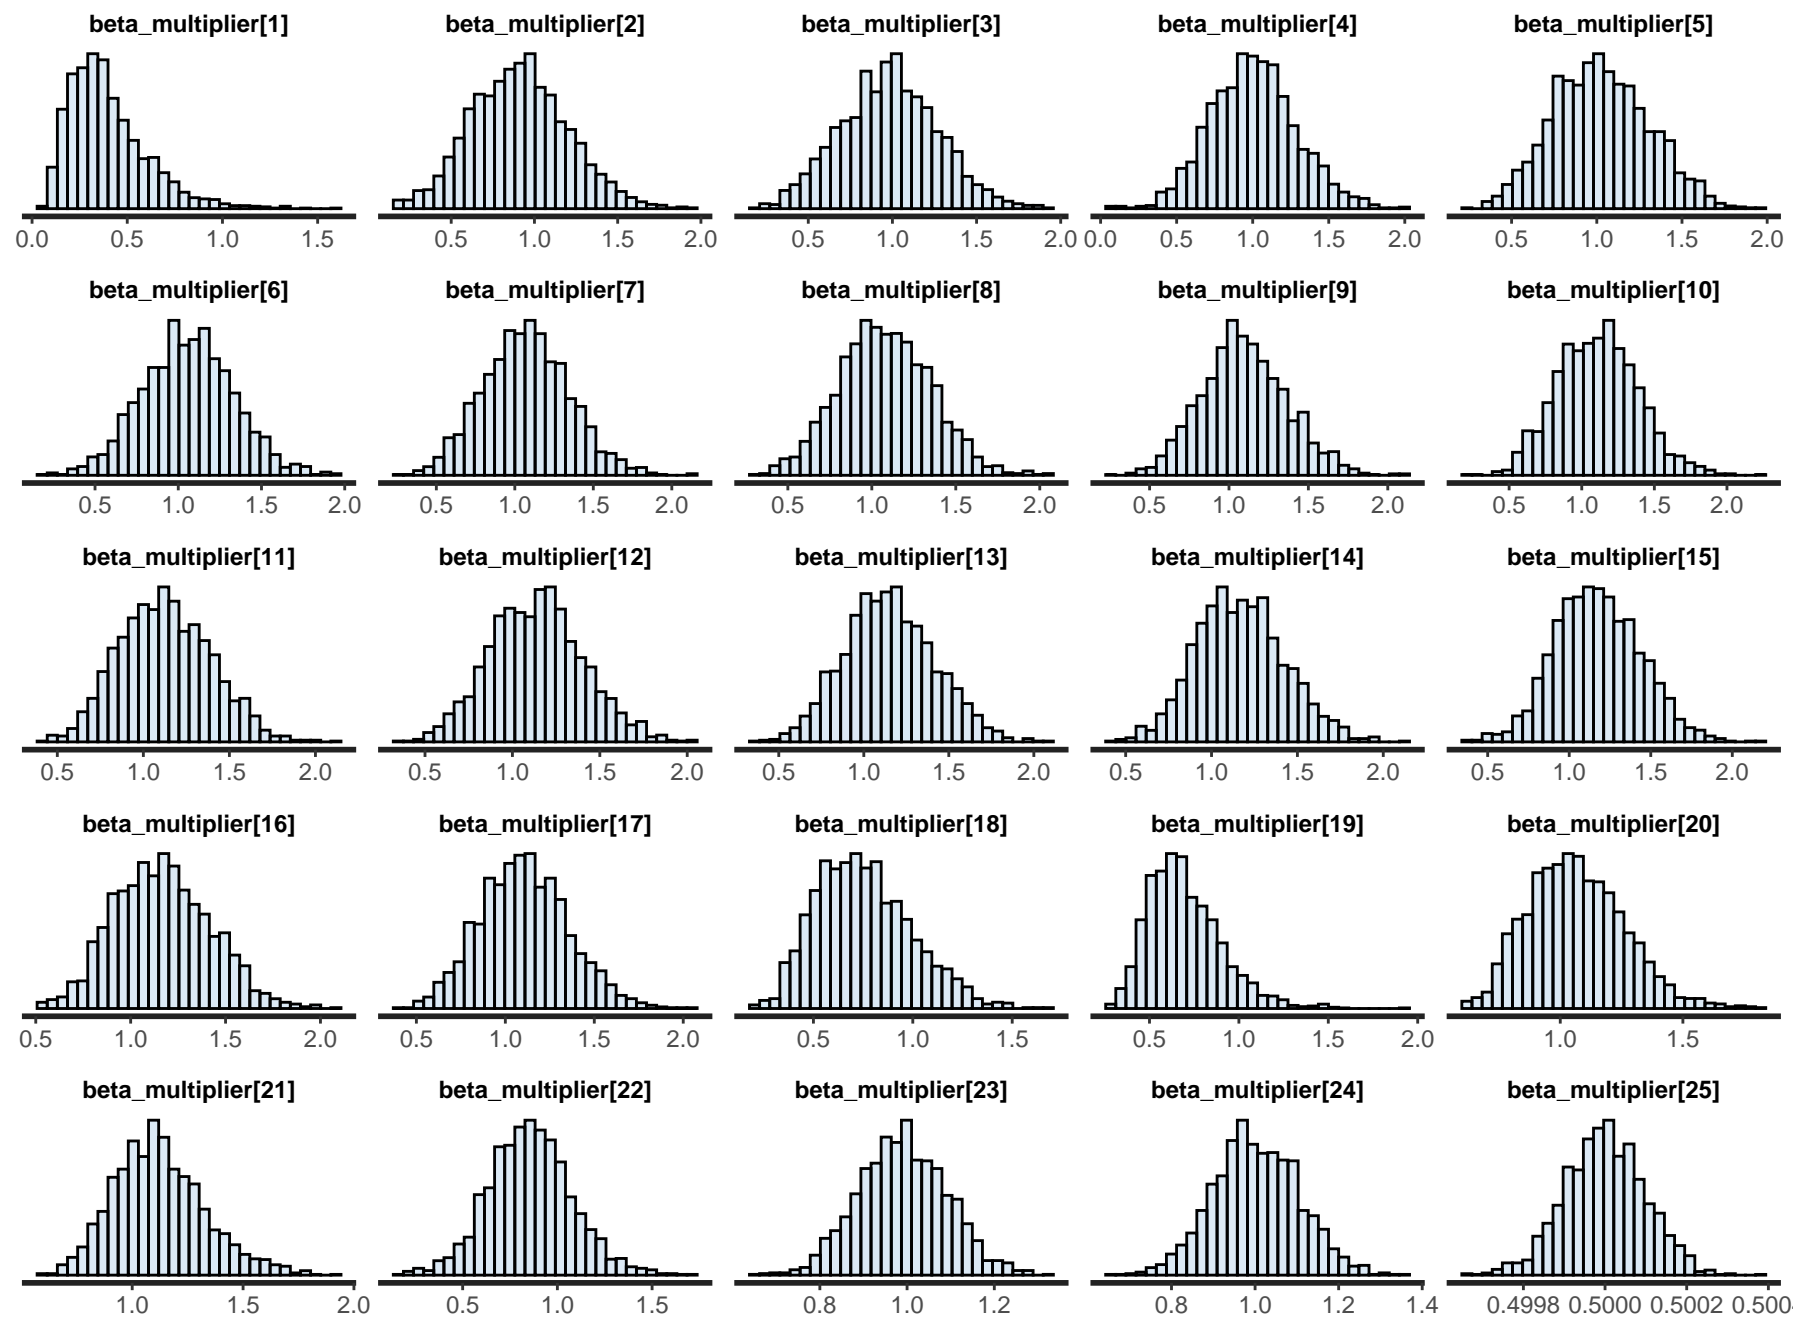 beta_multiplier[1] beta_multiplier[2] beta_multiplier[3] beta_multiplier[4] beta_multiplier[5]
0.0 0.5 1.0 1.5 0.5 1.0 1.5 2.0 0.5 1.0 1.5 2.0 0.0 0.5 1.0 1.5 2.0 0.5 1.0 1.5 2.0
beta_multiplier[6] beta_multiplier[7] beta_multiplier[8] beta_multiplier[9] beta_multiplier[10]
0.5 1.0 1.5 2.0 0.5 1.0 1.5 2.0 0.5 1.0 1.5 2.0 0.5 1.0 1.5 2.0 0.5 1.0 1.5 2.0
beta_multiplier[11] beta_multiplier[12] beta_multiplier[13] beta_multiplier[14] beta_multiplier[15]
0.5 1.0 1.5 2.0 0.5 1.0 1.5 2.0 0.5 1.0 1.5 2.0 0.5 1.0 1.5 2.0 0.5 1.0 1.5 2.0
beta_multiplier[16] beta_multiplier[17] beta_multiplier[18] beta_multiplier[19] beta_multiplier[20]
0.5 1.0 1.5 2.0 0.5 1.0 1.5 2.0 0.5 1.0 1.5 0.5 1.0 1.5 2.0 1.0 1.5
beta_multiplier[21] beta_multiplier[22] beta_multiplier[23] beta_multiplier[24] beta_multiplier[25]
1.0 1.5 2.0 0.5 1.0 1.5 0.8 1.0 1.2 0.8 1.0 1.2 1.4 0.4998 0.5000 0.5002